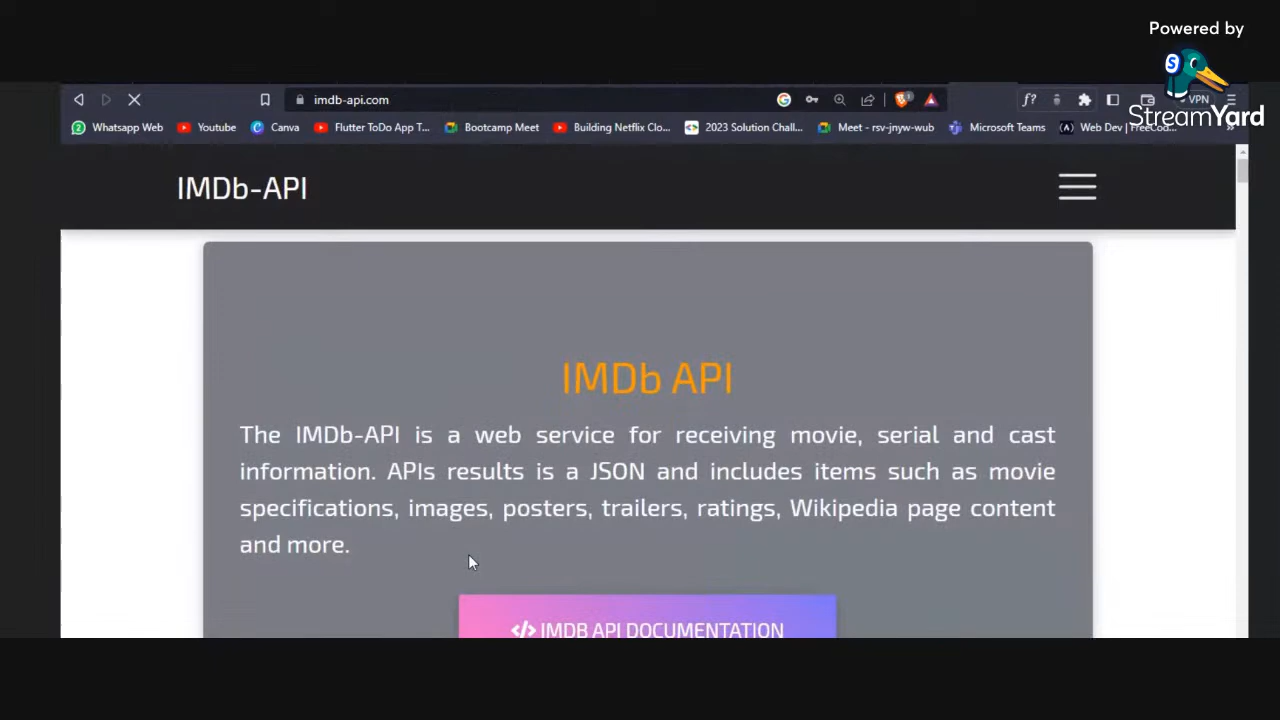 Powered by
S
StreamYard
imdb-api.com
1
f?
VPN
Whatsapp Web
Youtube
Canva
Flutter ToDo App T...
Bootcamp Meet
Building Netflix Clo...
2023 Solution Chall...
Meet - rsv-jnyw-wub
Microsoft Teams
(A)
Web Dev | FreeCod...
IMDb-API
IMDb API
The IMDb-API is a web service for receiving movie, serial and cast
information. APIs results is a JSON and includes items such as movie
specifications, images, posters, trailers, ratings, Wikipedia page content
and more.
</> IMDB API DOCUMENTATION